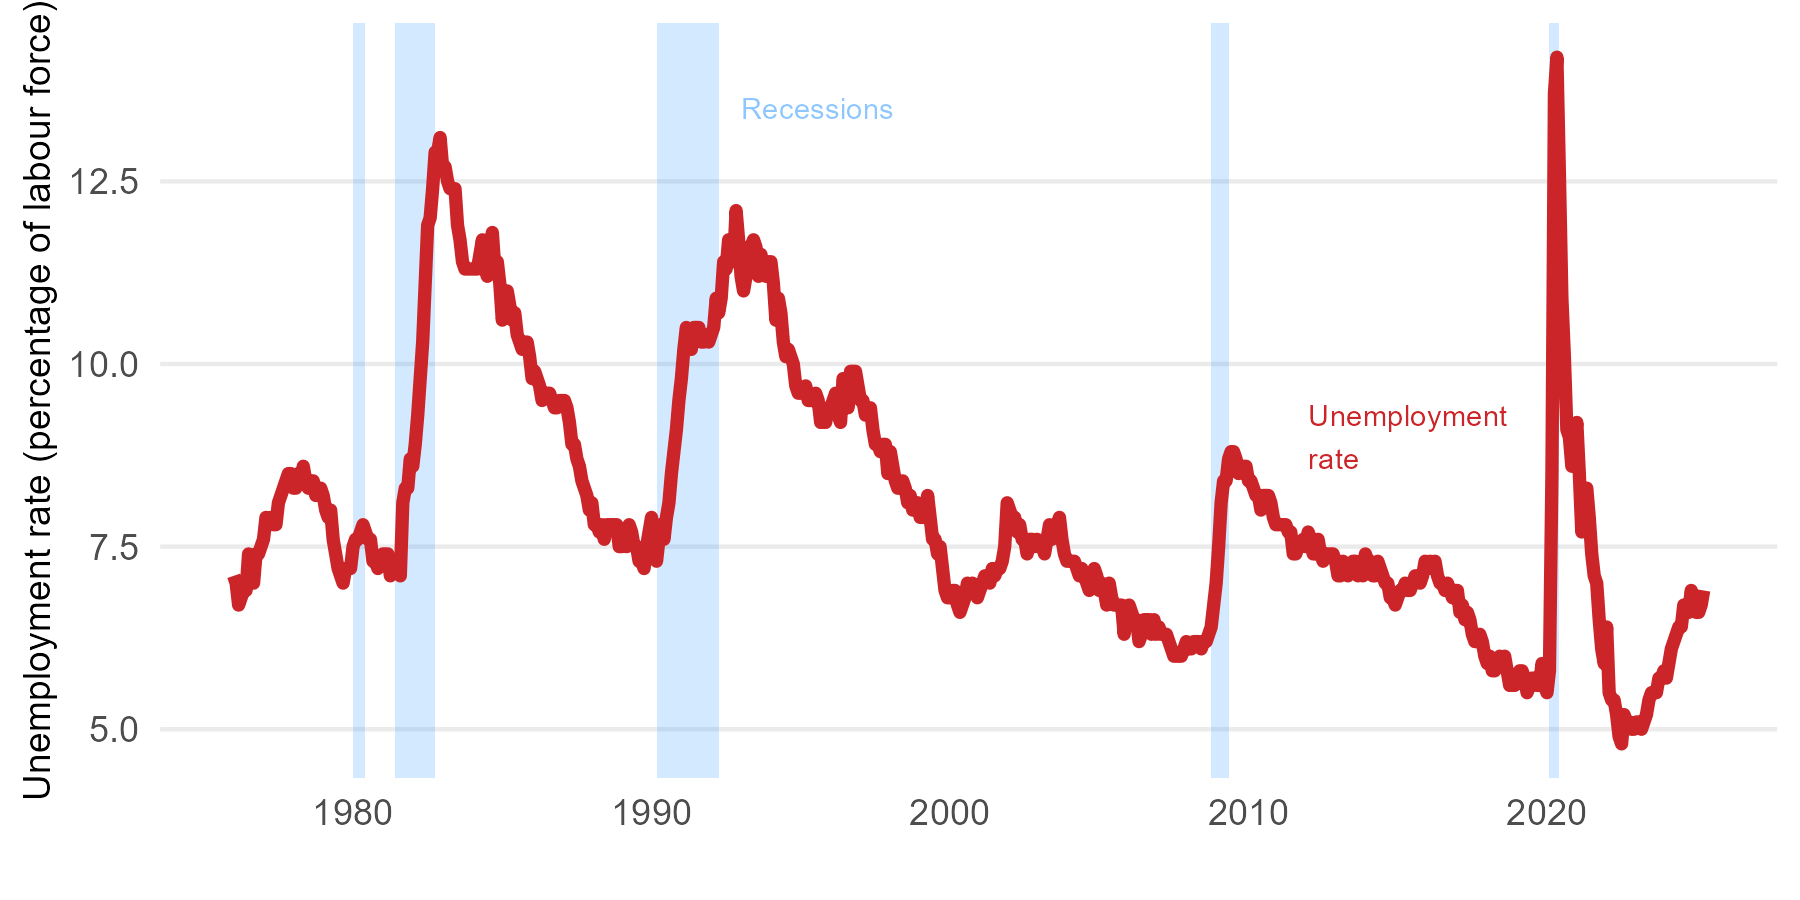 Unemployment rate (percentage of labour force)
Recessions
12.5
10.0
Unemployment
rate
7.5
5.0
1980
1990
2000
2010
2020